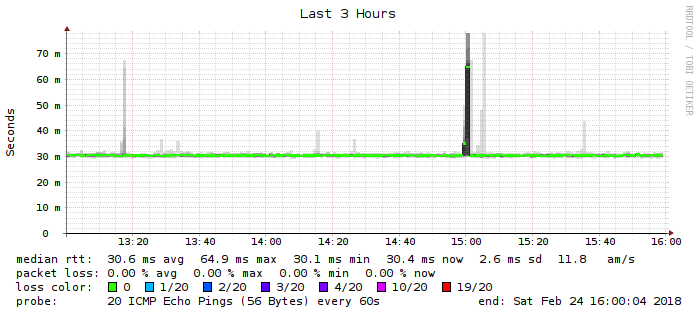 Last 3 Hours
RRDTOOL / TOBI OETIKER
Seconds
70 m
60 m
50 m
40 m
30 m
20 m
10 m
0
13:20 13:40 14:00 14:20 14:40 15:00 15:20 15:40 16:00
median rtt: 30.6 ms avg 64.9 ms max 30.1 ms min 30.4 ms now 2.6 ms sd 11.8 am/s
packet loss: 0.00 % avg 0.00 % max 0.00 % min 0.00 % now
loss color: 0 1/20 2/20 3/20 4/20 10/20 19/20
probe: 20 ICMP Echo Pings (56 Bytes) every 60s end: Sat Feb 24 16:00:04 2018